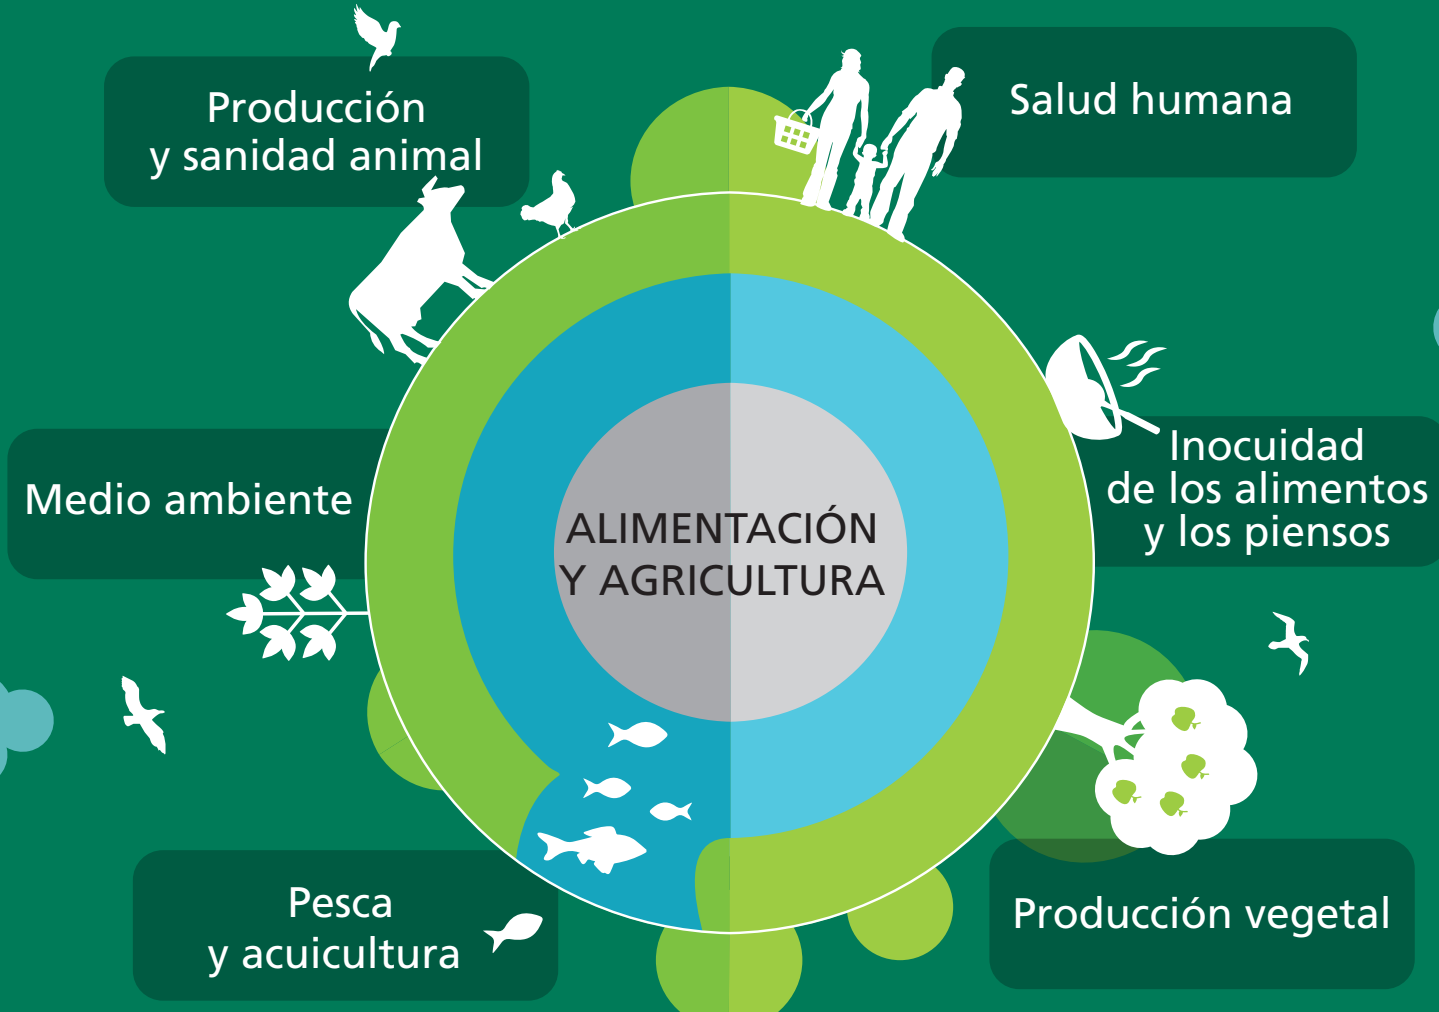 Producción
y sanidad animal
Salud humana
Medio ambiente
Inocuidad
de los alimentos
y los piensos
ALIMENTACIÓN
Y AGRICULTURA
Pesca
y acuicultura
Producción vegetal